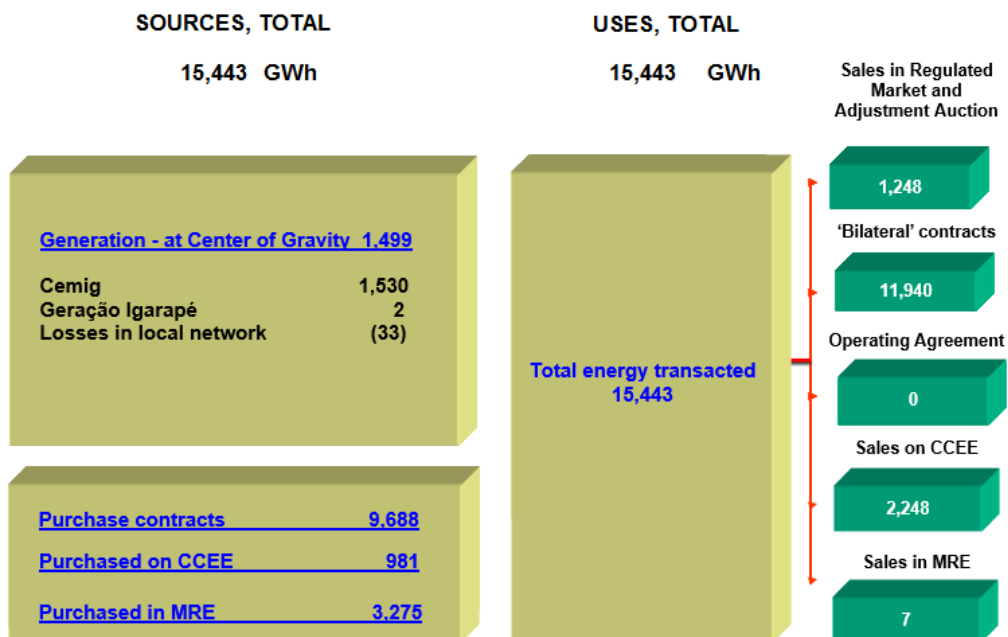 SOURCES, TOTAL
15,443 GWh
Generation - at Center of Gravity 1,499
Cemig 1,530
Geração Igarapé 2
Losses in local network (33)
Purchase contracts 9,688
Purchased on CCEE 981
Purchased in MRE 3,275
USES, TOTAL
15,443 GWh
Total energy transacted
15,443
Sales in Regulated
Market and
Adjustment Auction
1,248
‘Bilateral’ contracts
11,940
Operating Agreement
0
Sales on CCEE
2,248
Sales in MRE
7